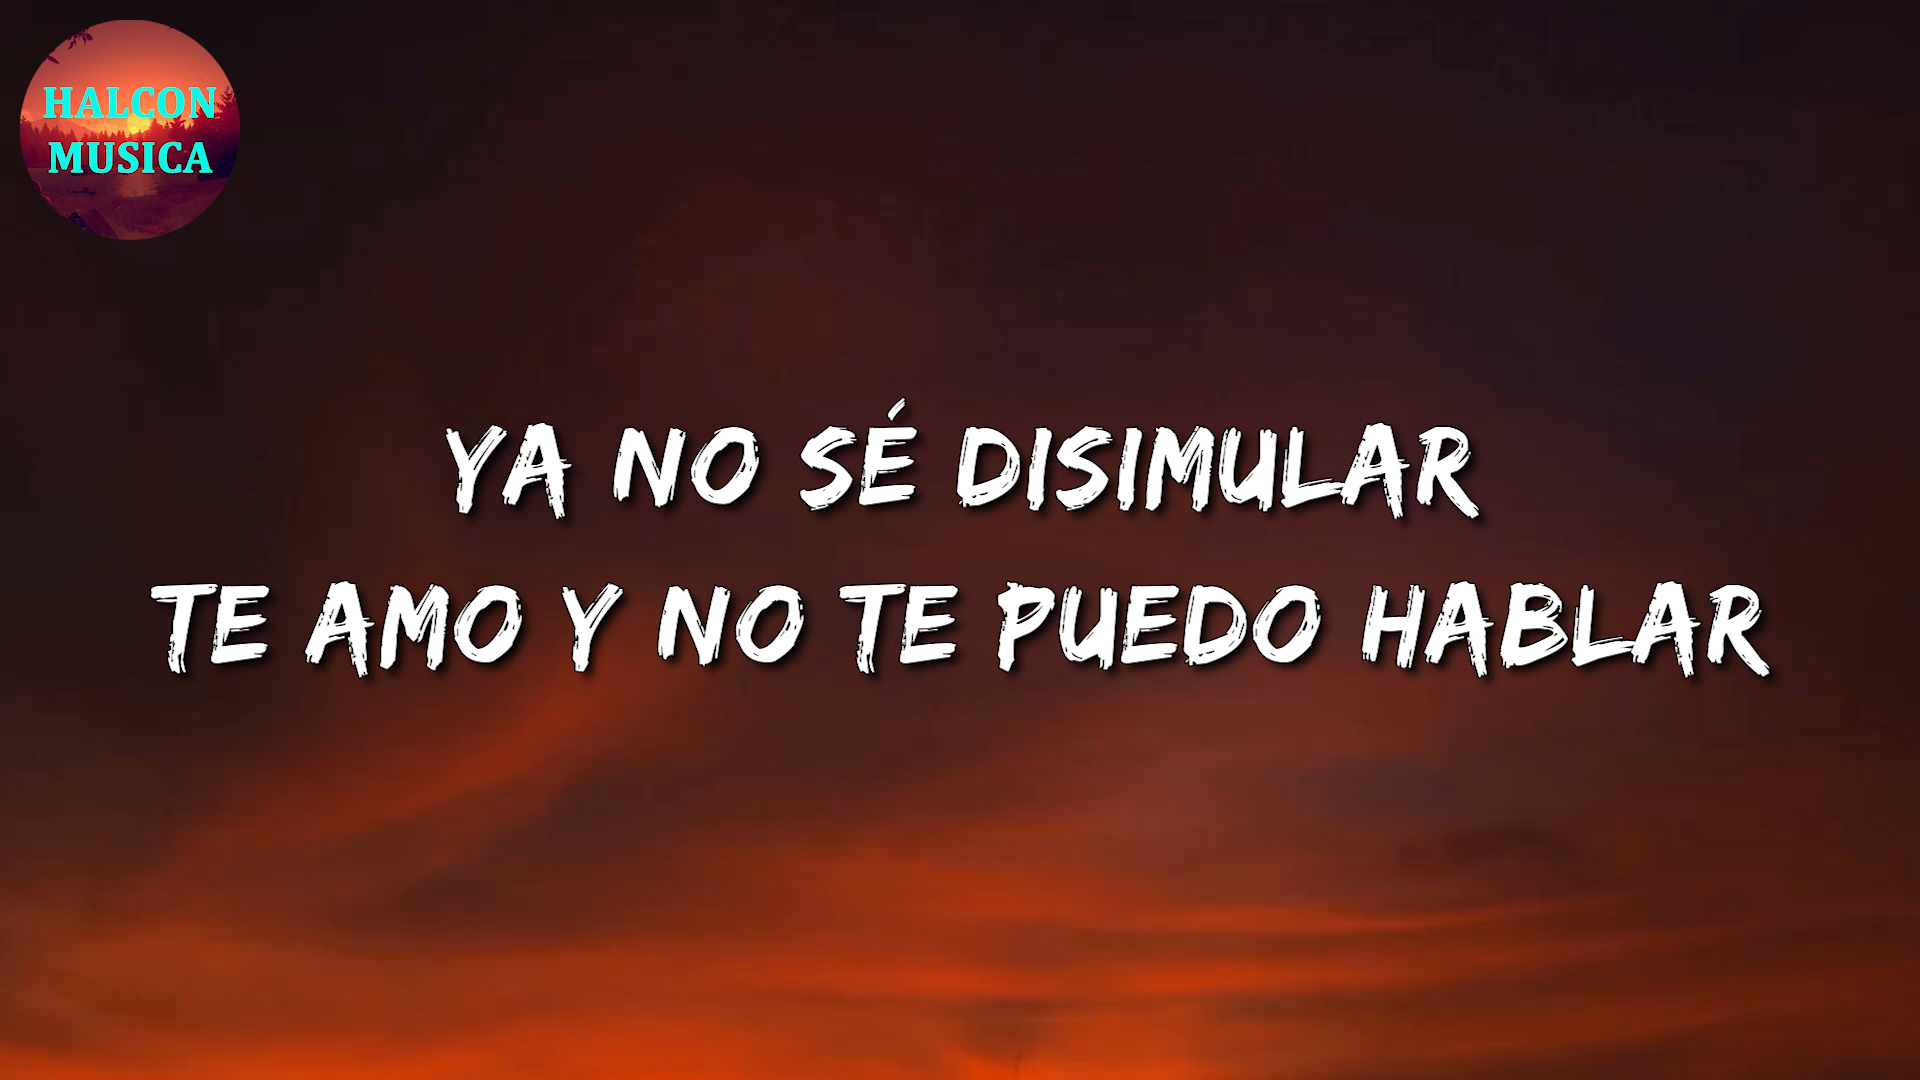 HALCON
MUSICA
YA NO SÉ DISIMULAR
TE AMO Y NO TE PUEDO HABLAR